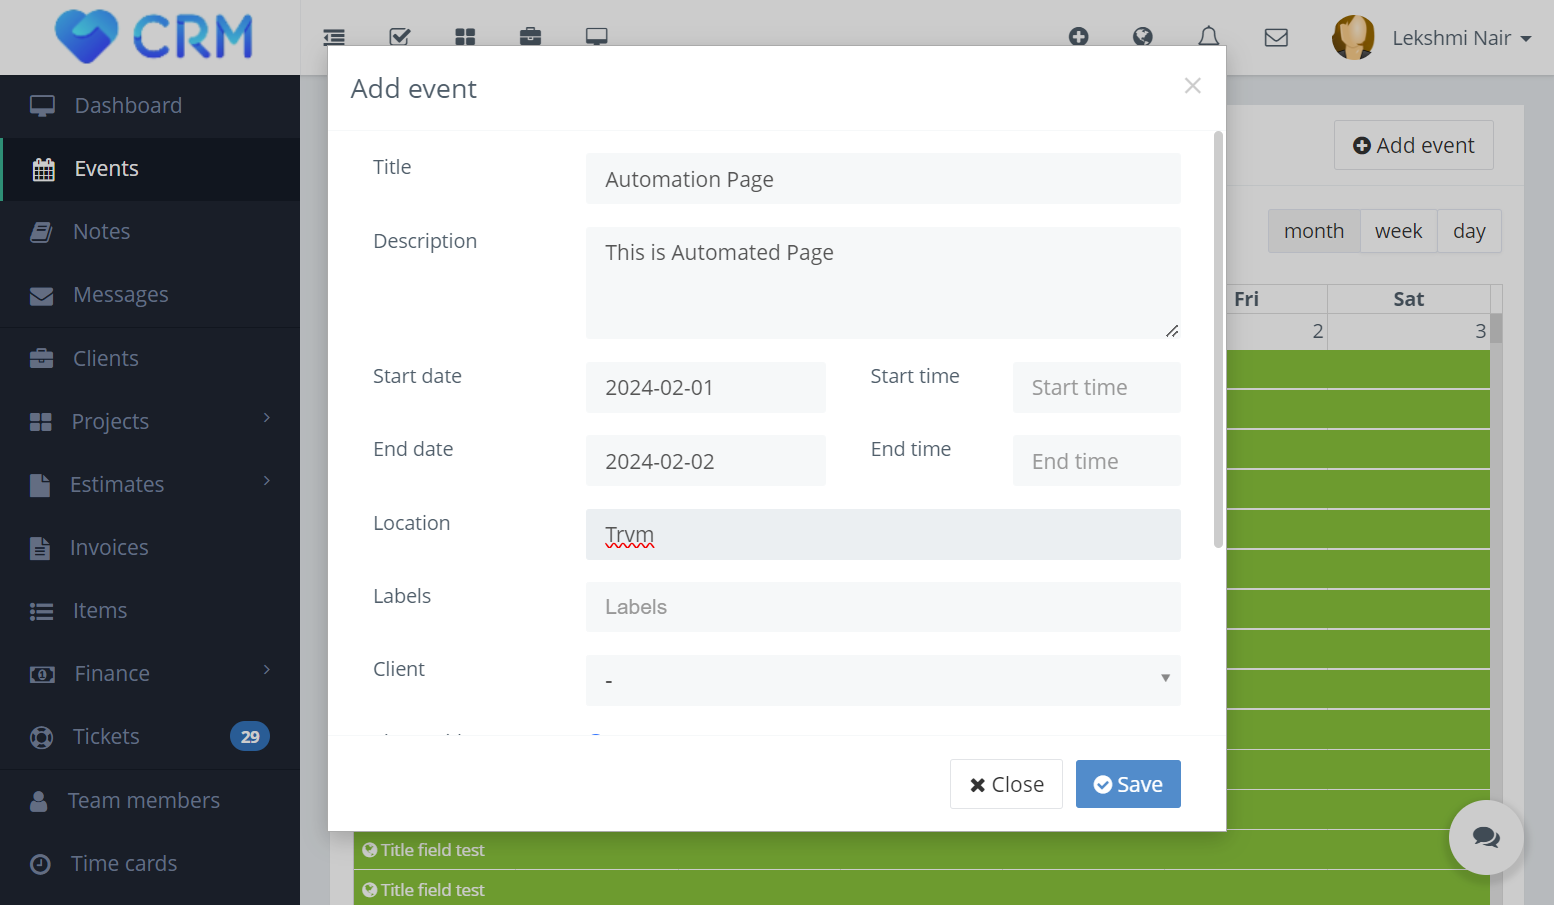 CRM
Lekshmi Nair
Dashboard
Events
Notes
Messages
Clients
Projects
Estimates
Invoices
Items
Finance
Tickets 29
Team members
Time cards
Add event
×
Title Automation Page
Description This is Automated Page
Start date 2024-02-01 Start time Start time
End date 2024-02-02 End time End time
Location Trvm
Labels Labels
Client -
Close Save
Add event
month week day
Fri Sat
2 3
Title field test
Title field test